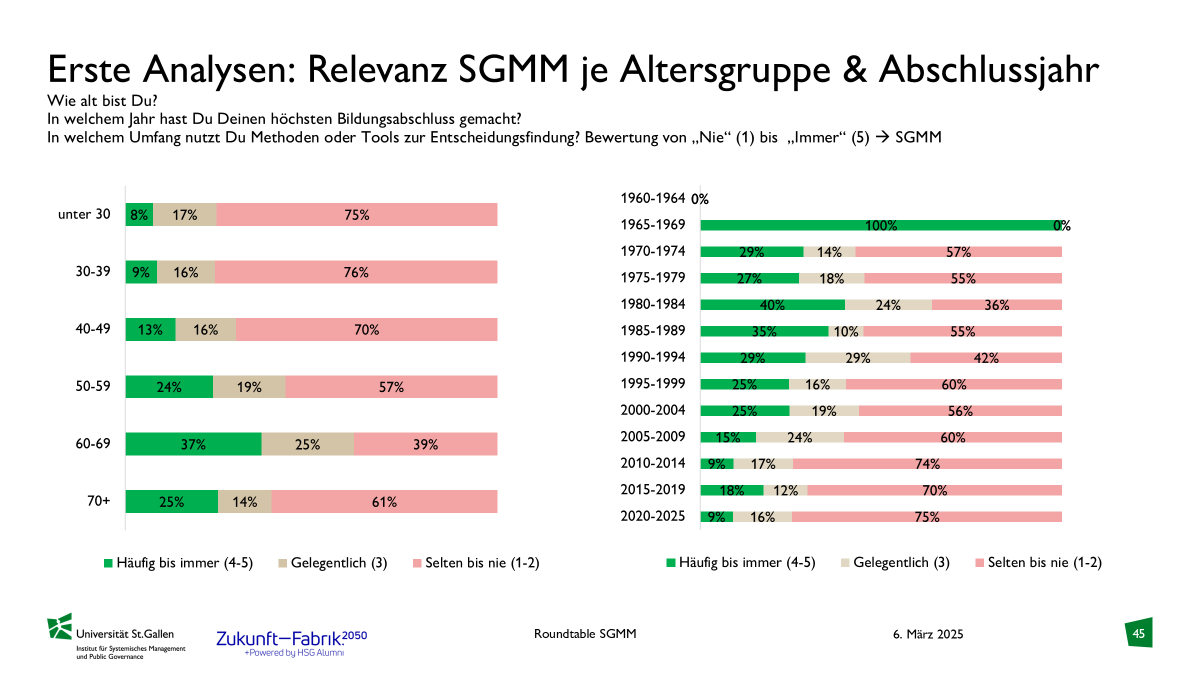 Erste Analysen: Relevanz SGMM je Altersgruppe & Abschlussjahr
Wie alt bist Du?
In welchem Jahr hast Du Deinen höchsten Bildungsabschluss gemacht?
In welchem Umfang nutzt Du Methoden oder Tools zur Entscheidungsfindung? Bewertung von „Nie“ (1) bis „Immer“ (5) → SGMM
unter 30 8% 17% 75%
30-39 9% 16% 76%
40-49 13% 16% 70%
50-59 24% 19% 57%
60-69 37% 25% 39%
70+ 25% 14% 61%
Häufig bis immer (4-5) Gelegentlich (3) Selten bis nie (1-2)
1960-1964 0%
1965-1969 100% 0%
1970-1974 29% 14% 57%
1975-1979 27% 18% 55%
1980-1984 40% 24% 36%
1985-1989 35% 10% 55%
1990-1994 29% 29% 42%
1995-1999 25% 16% 60%
2000-2004 25% 19% 56%
2005-2009 15% 24% 60%
2010-2014 9% 17% 74%
2015-2019 18% 12% 70%
2020-2025 9% 16% 75%
Häufig bis immer (4-5) Gelegentlich (3) Selten bis nie (1-2)
Universität St.Gallen
Institut für Systemisches Management
und Public Governance
Zukunft—Fabrik.2050
+Powered by HSG Alumni
Roundtable SGMM
6. März 2025
45